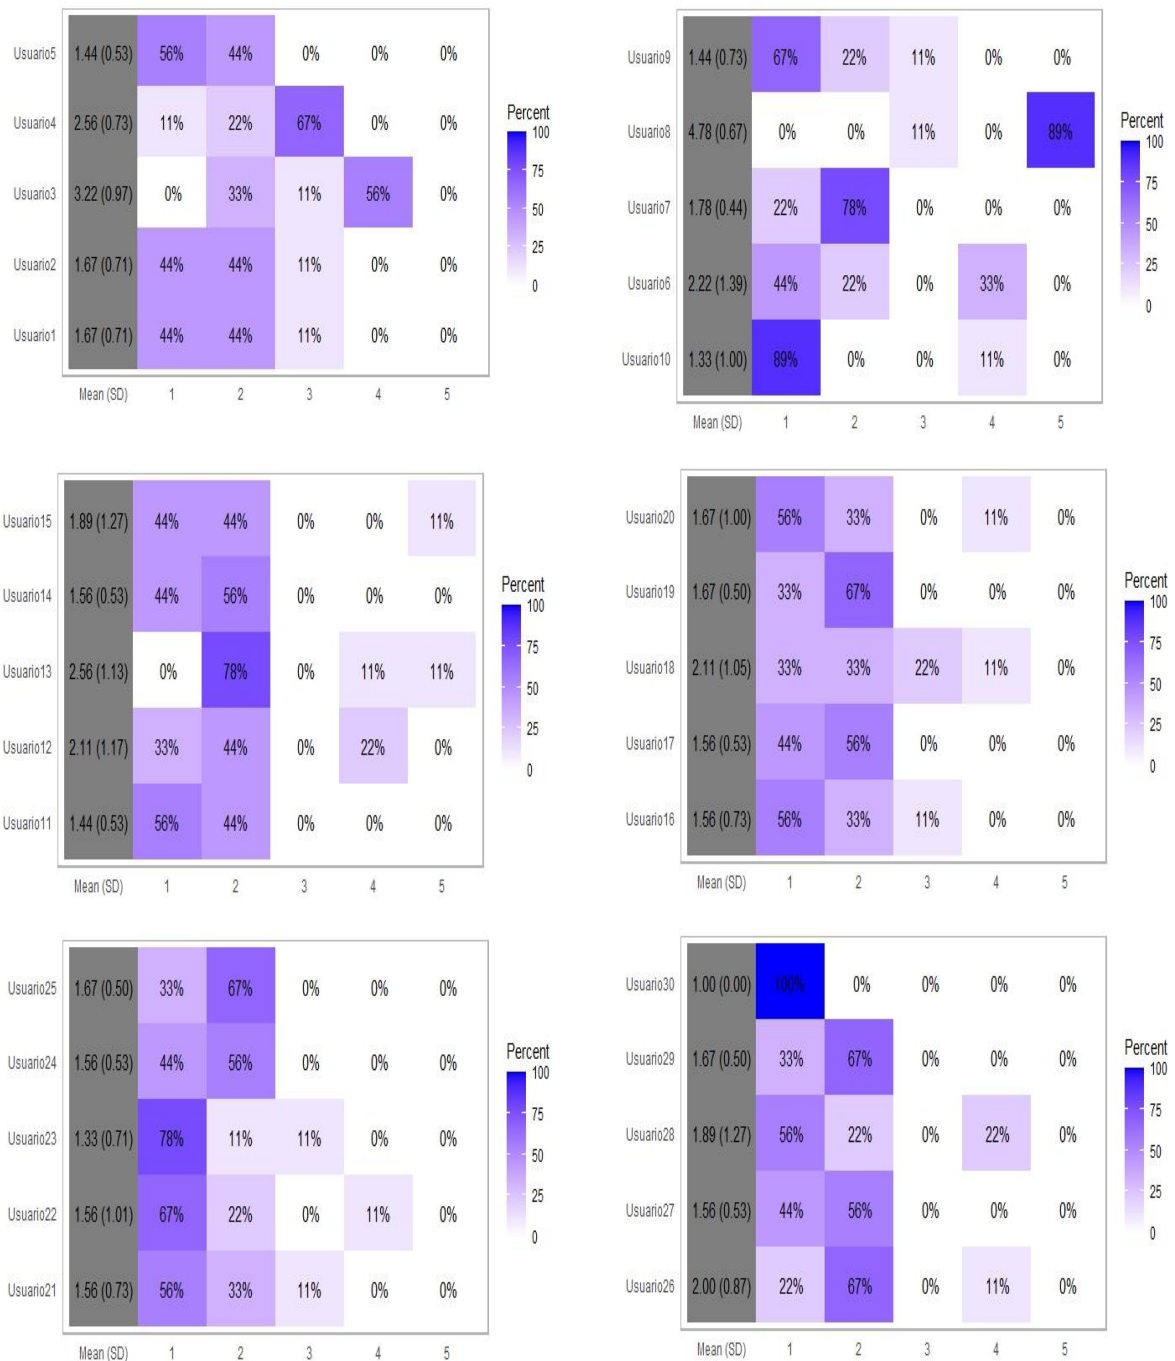 Usuario5 1.44 (0.53) 56% 44% 0% 0% 0%
Usuario4 2.56 (0.73) 11% 22% 67% 0% 0%
Usuario3 3.22 (0.97) 0% 33% 11% 56% 0%
Usuario2 1.67 (0.71) 44% 44% 11% 0% 0%
Usuario1 1.67 (0.71) 44% 44% 11% 0% 0%
Mean (SD) 1 2 3 4 5
Percent
100
75
50
25
0
Usuario9 1.44 (0.73) 67% 22% 11% 0% 0%
Usuario8 4.78 (0.67) 0% 0% 11% 0% 89%
Usuario7 1.78 (0.44) 22% 78% 0% 0% 0%
Usuario6 2.22 (1.39) 44% 22% 0% 33% 0%
Usuario10 1.33 (1.00) 89% 0% 0% 11% 0%
Mean (SD) 1 2 3 4 5
Percent
100
75
50
25
0
Usuario15 1.89 (1.27) 44% 44% 0% 0% 11%
Usuario14 1.56 (0.53) 44% 56% 0% 0% 0%
Usuario13 2.56 (1.13) 0% 78% 0% 11% 11%
Usuario12 2.11 (1.17) 33% 44% 0% 22% 0%
Usuario11 1.44 (0.53) 56% 44% 0% 0% 0%
Mean (SD) 1 2 3 4 5
Percent
100
75
50
25
0
Usuario20 1.67 (1.00) 56% 33% 0% 11% 0%
Usuario19 1.67 (0.50) 33% 67% 0% 0% 0%
Usuario18 2.11 (1.05) 33% 33% 22% 11% 0%
Usuario17 1.56 (0.53) 44% 56% 0% 0% 0%
Usuario16 1.56 (0.73) 56% 33% 11% 0% 0%
Mean (SD) 1 2 3 4 5
Percent
100
75
50
25
0
Usuario25 1.67 (0.50) 33% 67% 0% 0% 0%
Usuario24 1.56 (0.53) 44% 56% 0% 0% 0%
Usuario23 1.33 (0.71) 78% 11% 11% 0% 0%
Usuario22 1.56 (1.01) 67% 22% 0% 11% 0%
Usuario21 1.56 (0.73) 56% 33% 11% 0% 0%
Mean (SD) 1 2 3 4 5
Percent
100
75
50
25
0
Usuario30 1.00 (0.00) 100% 0% 0% 0% 0%
Usuario29 1.67 (0.50) 33% 67% 0% 0% 0%
Usuario28 1.89 (1.27) 56% 22% 0% 22% 0%
Usuario27 1.56 (0.53) 44% 56% 0% 0% 0%
Usuario26 2.00 (0.87) 22% 67% 0% 11% 0%
Mean (SD) 1 2 3 4 5
Percent
100
75
50
25
0